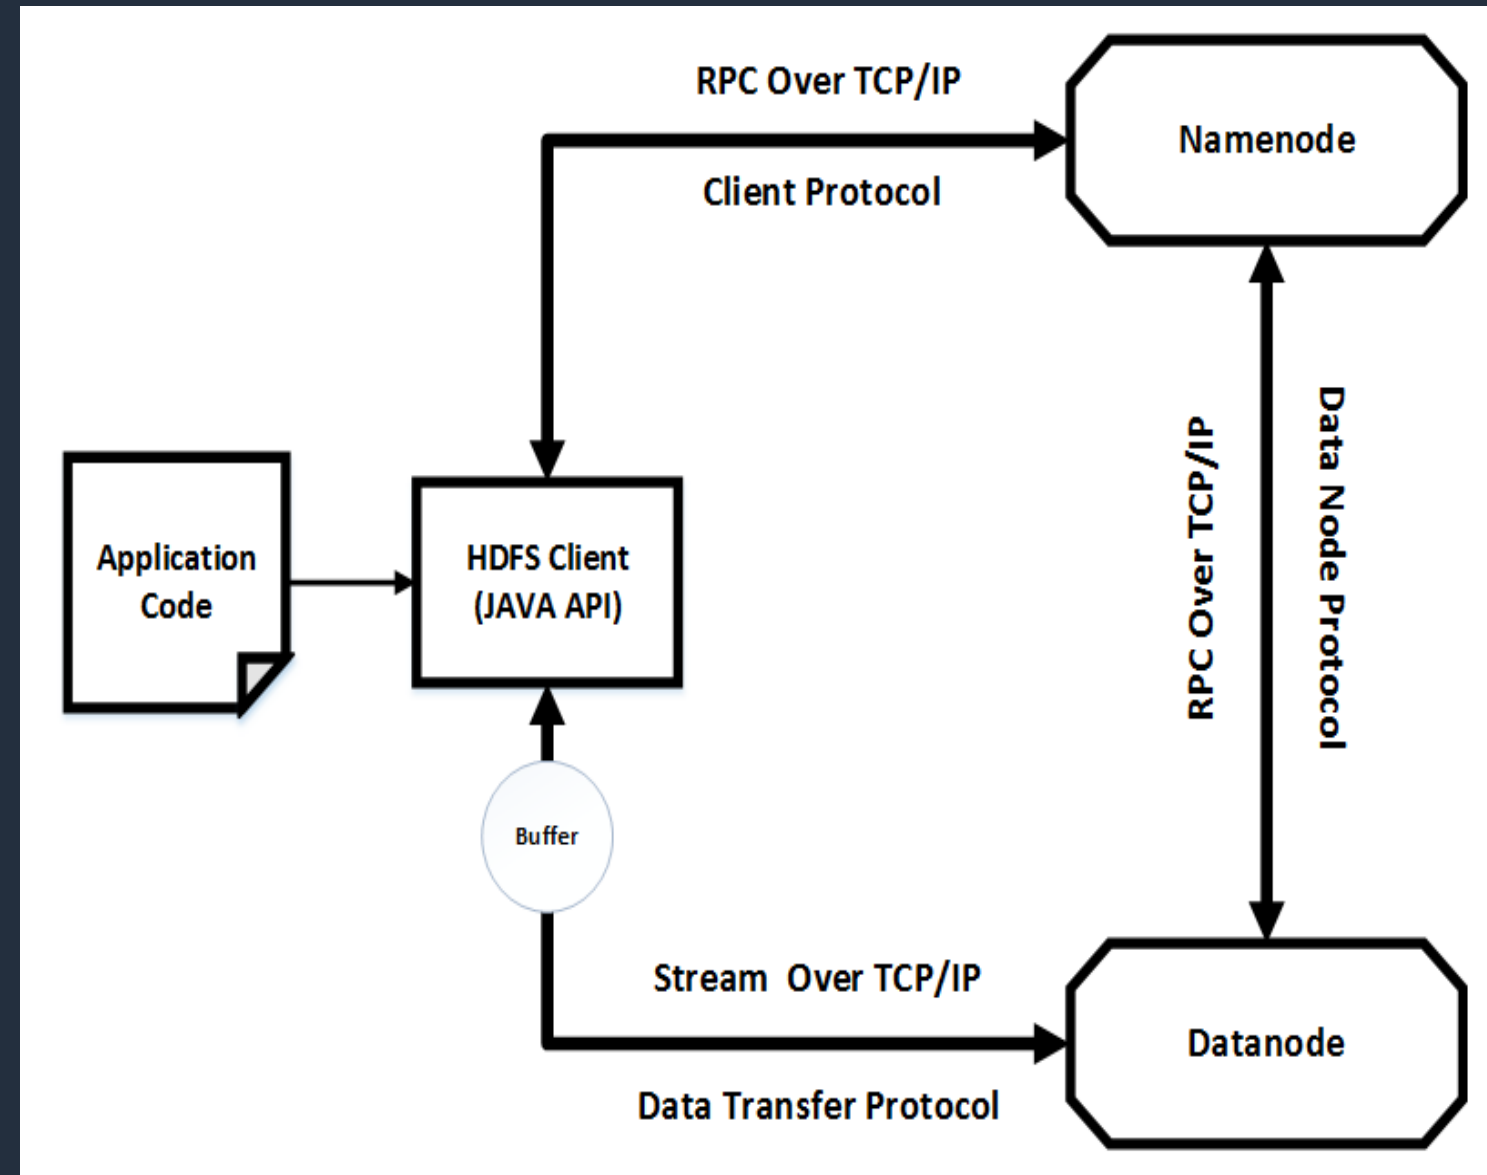 RPC Over TCP/IP
Client Protocol
Namenode
Application
Code
HDFS Client
(JAVA API)
RPC Over TCP/IP
Data Node Protocol
Buffer
Stream  Over TCP/IP
Data Transfer Protocol
Datanode